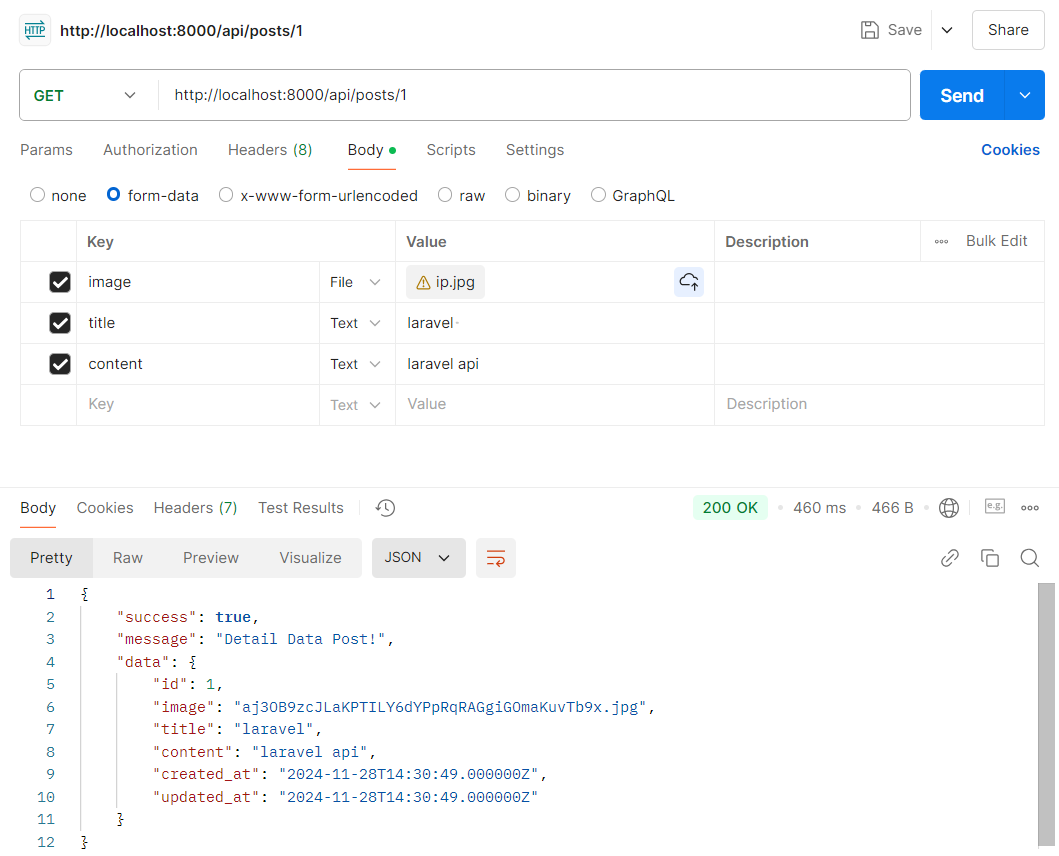 HTTP http://localhost:8000/api/posts/1 Save Share
GET http://localhost:8000/api/posts/1 Send
Params Authorization Headers (8) Body Scripts Settings Cookies
none form-data x-www-form-urlencoded raw binary GraphQL
Key Value Description Bulk Edit
image File ip.jpg
title Text laravel
content Text laravel api
Key Text Value Description
Body Cookies Headers (7) Test Results 200 OK 460 ms 466 B e.g.
Pretty Raw Preview Visualize JSON
1 {
2 "success": true,
3 "message": "Detail Data Post!",
4 "data": {
5 "id": 1,
6 "image": "aj3OB9zcJLaKPTILY6dYPpRqRAGgiGOmaKuvTb9x.jpg",
7 "title": "laravel",
8 "content": "laravel api",
9 "created_at": "2024-11-28T14:30:49.000000Z",
10 "updated_at": "2024-11-28T14:30:49.000000Z"
11 }
12 }